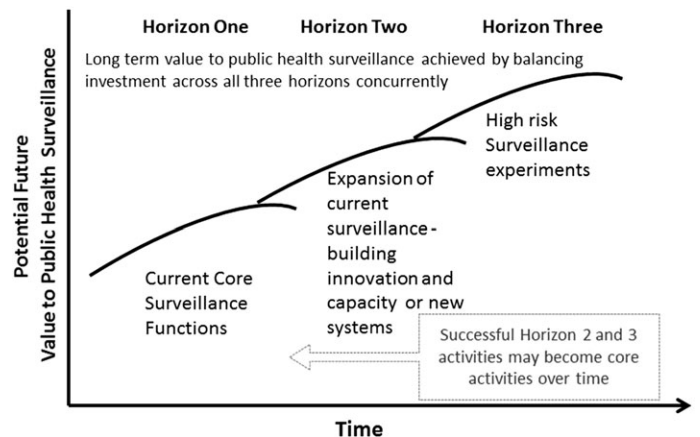 Horizon One
Horizon Two
Horizon Three
Long term value to public health surveillance achieved by balancing
investment across all three horizons concurrently
Potential Future
Value to Public Health Surveillance
High risk
Surveillance
experiments
Expansion of
current
surveillance-
building
innovation and
capacity or new
systems
Current Core
Surveillance
Functions
Successful Horizon 2 and 3
activities may become core
activities over time
Time